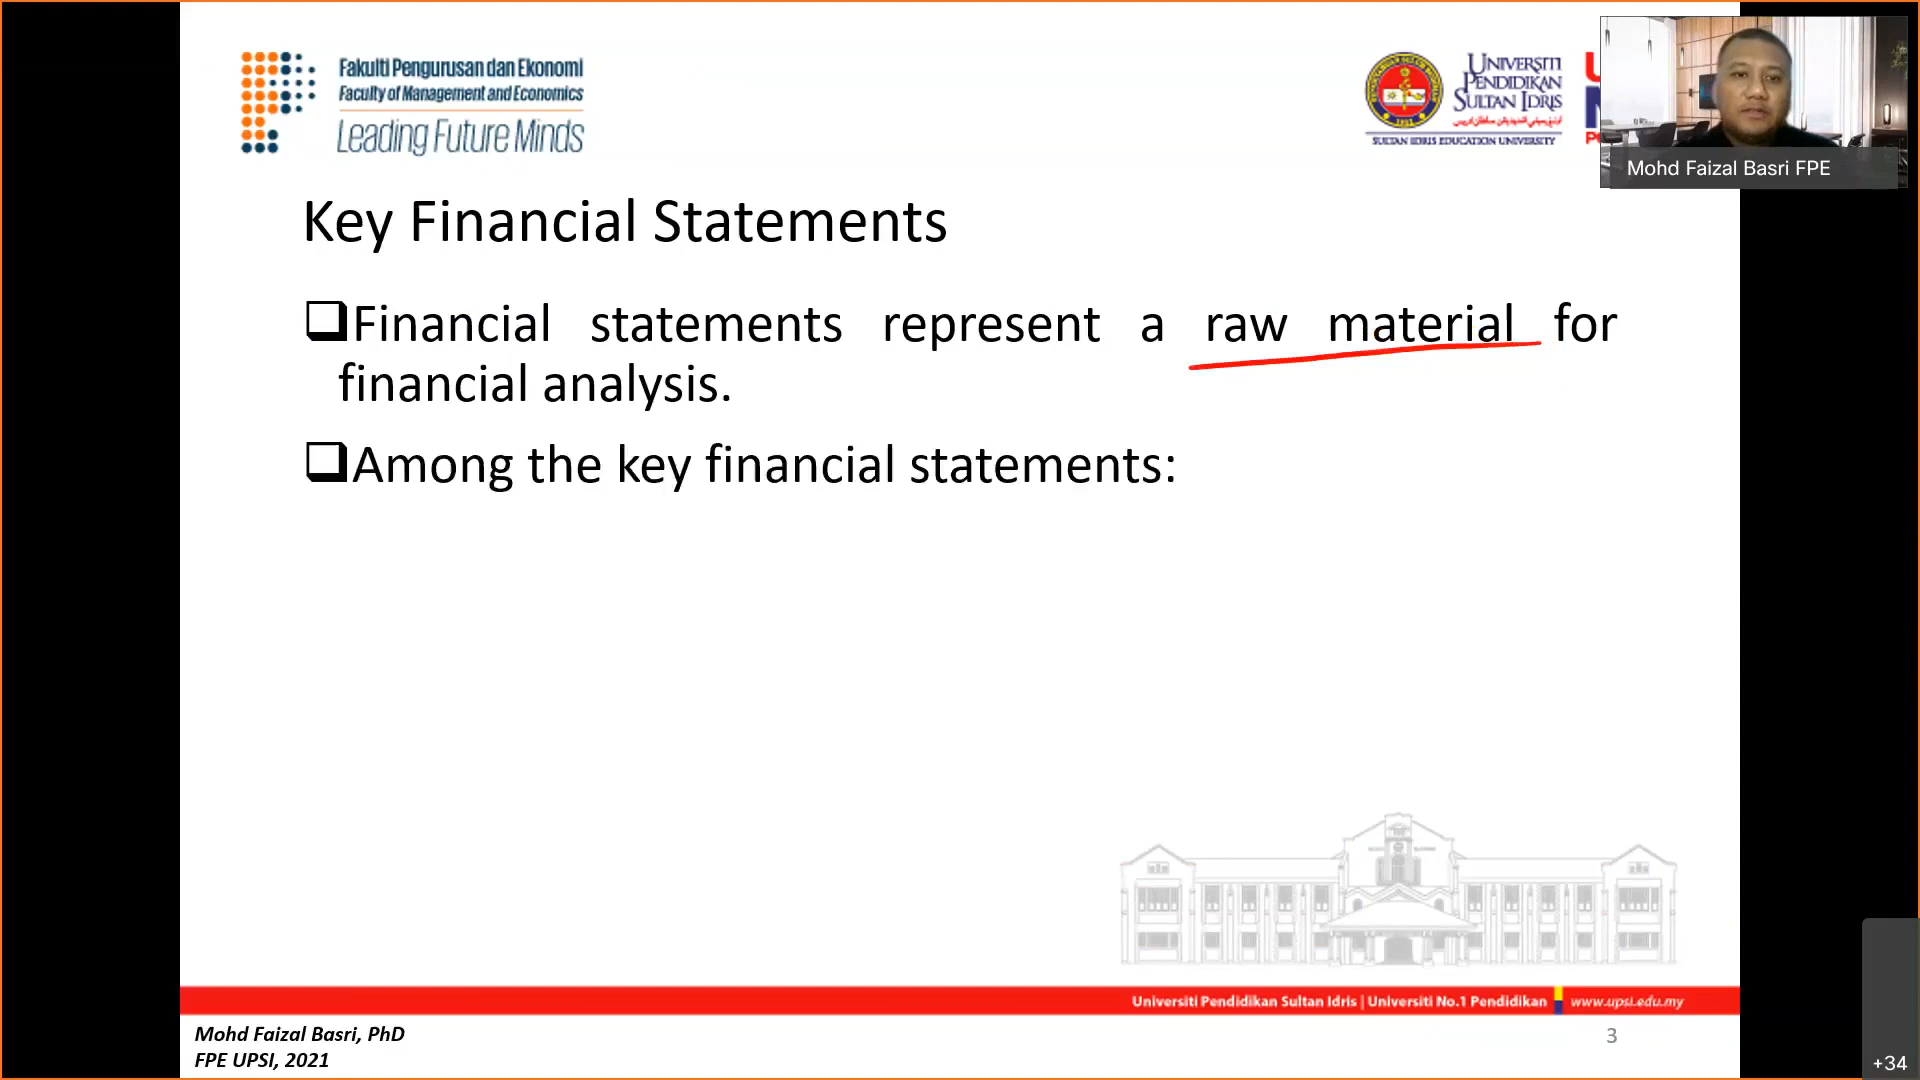 Fakulti Pengurusan dan Ekonomi
Faculty of Management and Economics
Leading Future Minds
UNIVERSITI
PENDIDIKAN
SULTAN IDRIS
SULTAN IDRIS EDUCATION UNIVERSITY
Mohd Faizal Basri FPE
Key Financial Statements
Financial statements represent a raw material for
financial analysis.
Among the key financial statements:
Universiti Pendidikan Sultan Idris | Universiti No.1 Pendidikan www.upsi.edu.my
Mohd Faizal Basri, PhD
FPE UPSI, 2021
3
+34